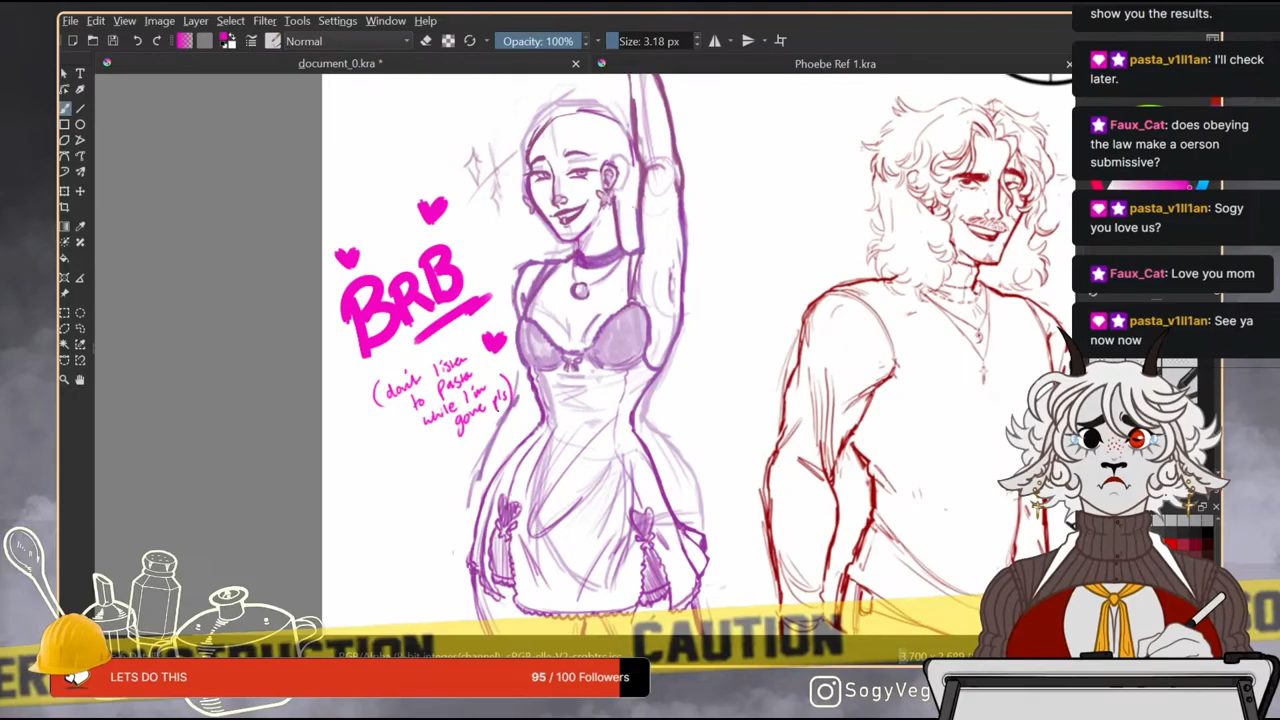 show you the results.
File Edit View Image Layer Select Filter Tools Settings Window Help
Normal
Opacity: 100%
Size: 3.18 px
document_0.kra *
Phoebe Ref 1.kra
pasta_v1ll1an: I'll check
later.
Faux_Cat: does obeying
the law make a oerson
submissive?
pasta_v1ll1an: Sogy
you love us?
Faux_Cat: Love you mom
pasta_v1ll1an: See ya
now now
BRB
(don't listen
to Pasta
while I'm
gone pls)
CAUTION
LETS DO THIS
95 / 100 Followers
SogyVeg